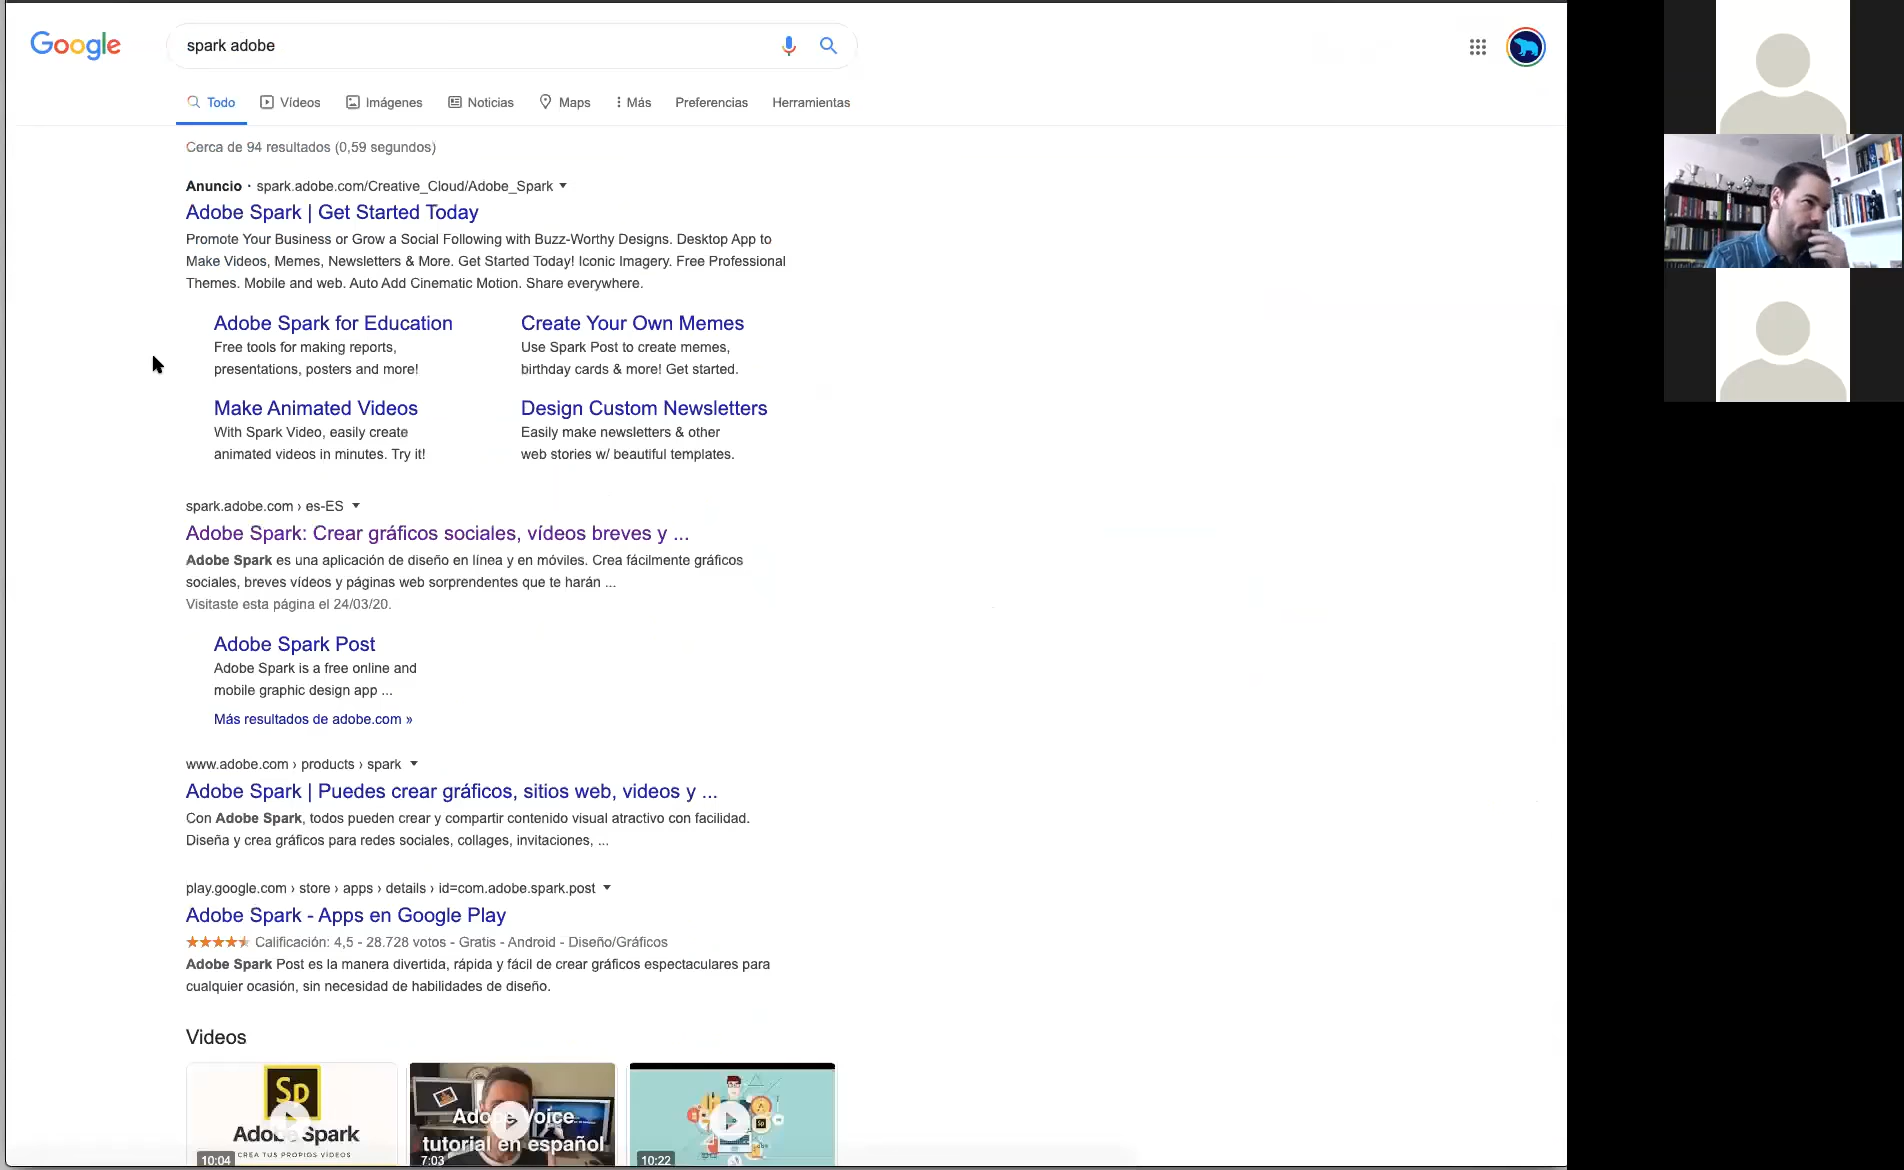 Google
spark adobe
Todo Vídeos Imágenes Noticias Maps Más Preferencias Herramientas
Cerca de 94 resultados (0,59 segundos)
Anuncio · spark.adobe.com/Creative_Cloud/Adobe_Spark
Adobe Spark | Get Started Today
Promote Your Business or Grow a Social Following with Buzz-Worthy Designs. Desktop App to
Make Videos, Memes, Newsletters & More. Get Started Today! Iconic Imagery. Free Professional
Themes. Mobile and web. Auto Add Cinematic Motion. Share everywhere.
Adobe Spark for Education
Free tools for making reports,
presentations, posters and more!
Create Your Own Memes
Use Spark Post to create memes,
birthday cards & more! Get started.
Make Animated Videos
With Spark Video, easily create
animated videos in minutes. Try it!
Design Custom Newsletters
Easily make newsletters & other
web stories w/ beautiful templates.
spark.adobe.com › es-ES
Adobe Spark: Crear gráficos sociales, vídeos breves y ...
Adobe Spark es una aplicación de diseño en línea y en móviles. Crea fácilmente gráficos
sociales, breves vídeos y páginas web sorprendentes que te harán ...
Visitaste esta página el 24/03/20.
Adobe Spark Post
Adobe Spark is a free online and
mobile graphic design app ...
Más resultados de adobe.com »
www.adobe.com › products › spark
Adobe Spark | Puedes crear gráficos, sitios web, videos y ...
Con Adobe Spark, todos pueden crear y compartir contenido visual atractivo con facilidad.
Diseña y crea gráficos para redes sociales, collages, invitaciones, ...
play.google.com › store › apps › details › id=com.adobe.spark.post
Adobe Spark - Apps en Google Play
Calificación: 4,5 - 28.728 votos - Gratis - Android - Diseño/Gráficos
Adobe Spark Post es la manera divertida, rápida y fácil de crear gráficos espectaculares para
cualquier ocasión, sin necesidad de habilidades de diseño.
Videos
Sp
Adobe Spark
CREA TUS PROPIOS VÍDEOS
10:04
Adobe Voice
tutorial en español
7:03
Sp
10:22